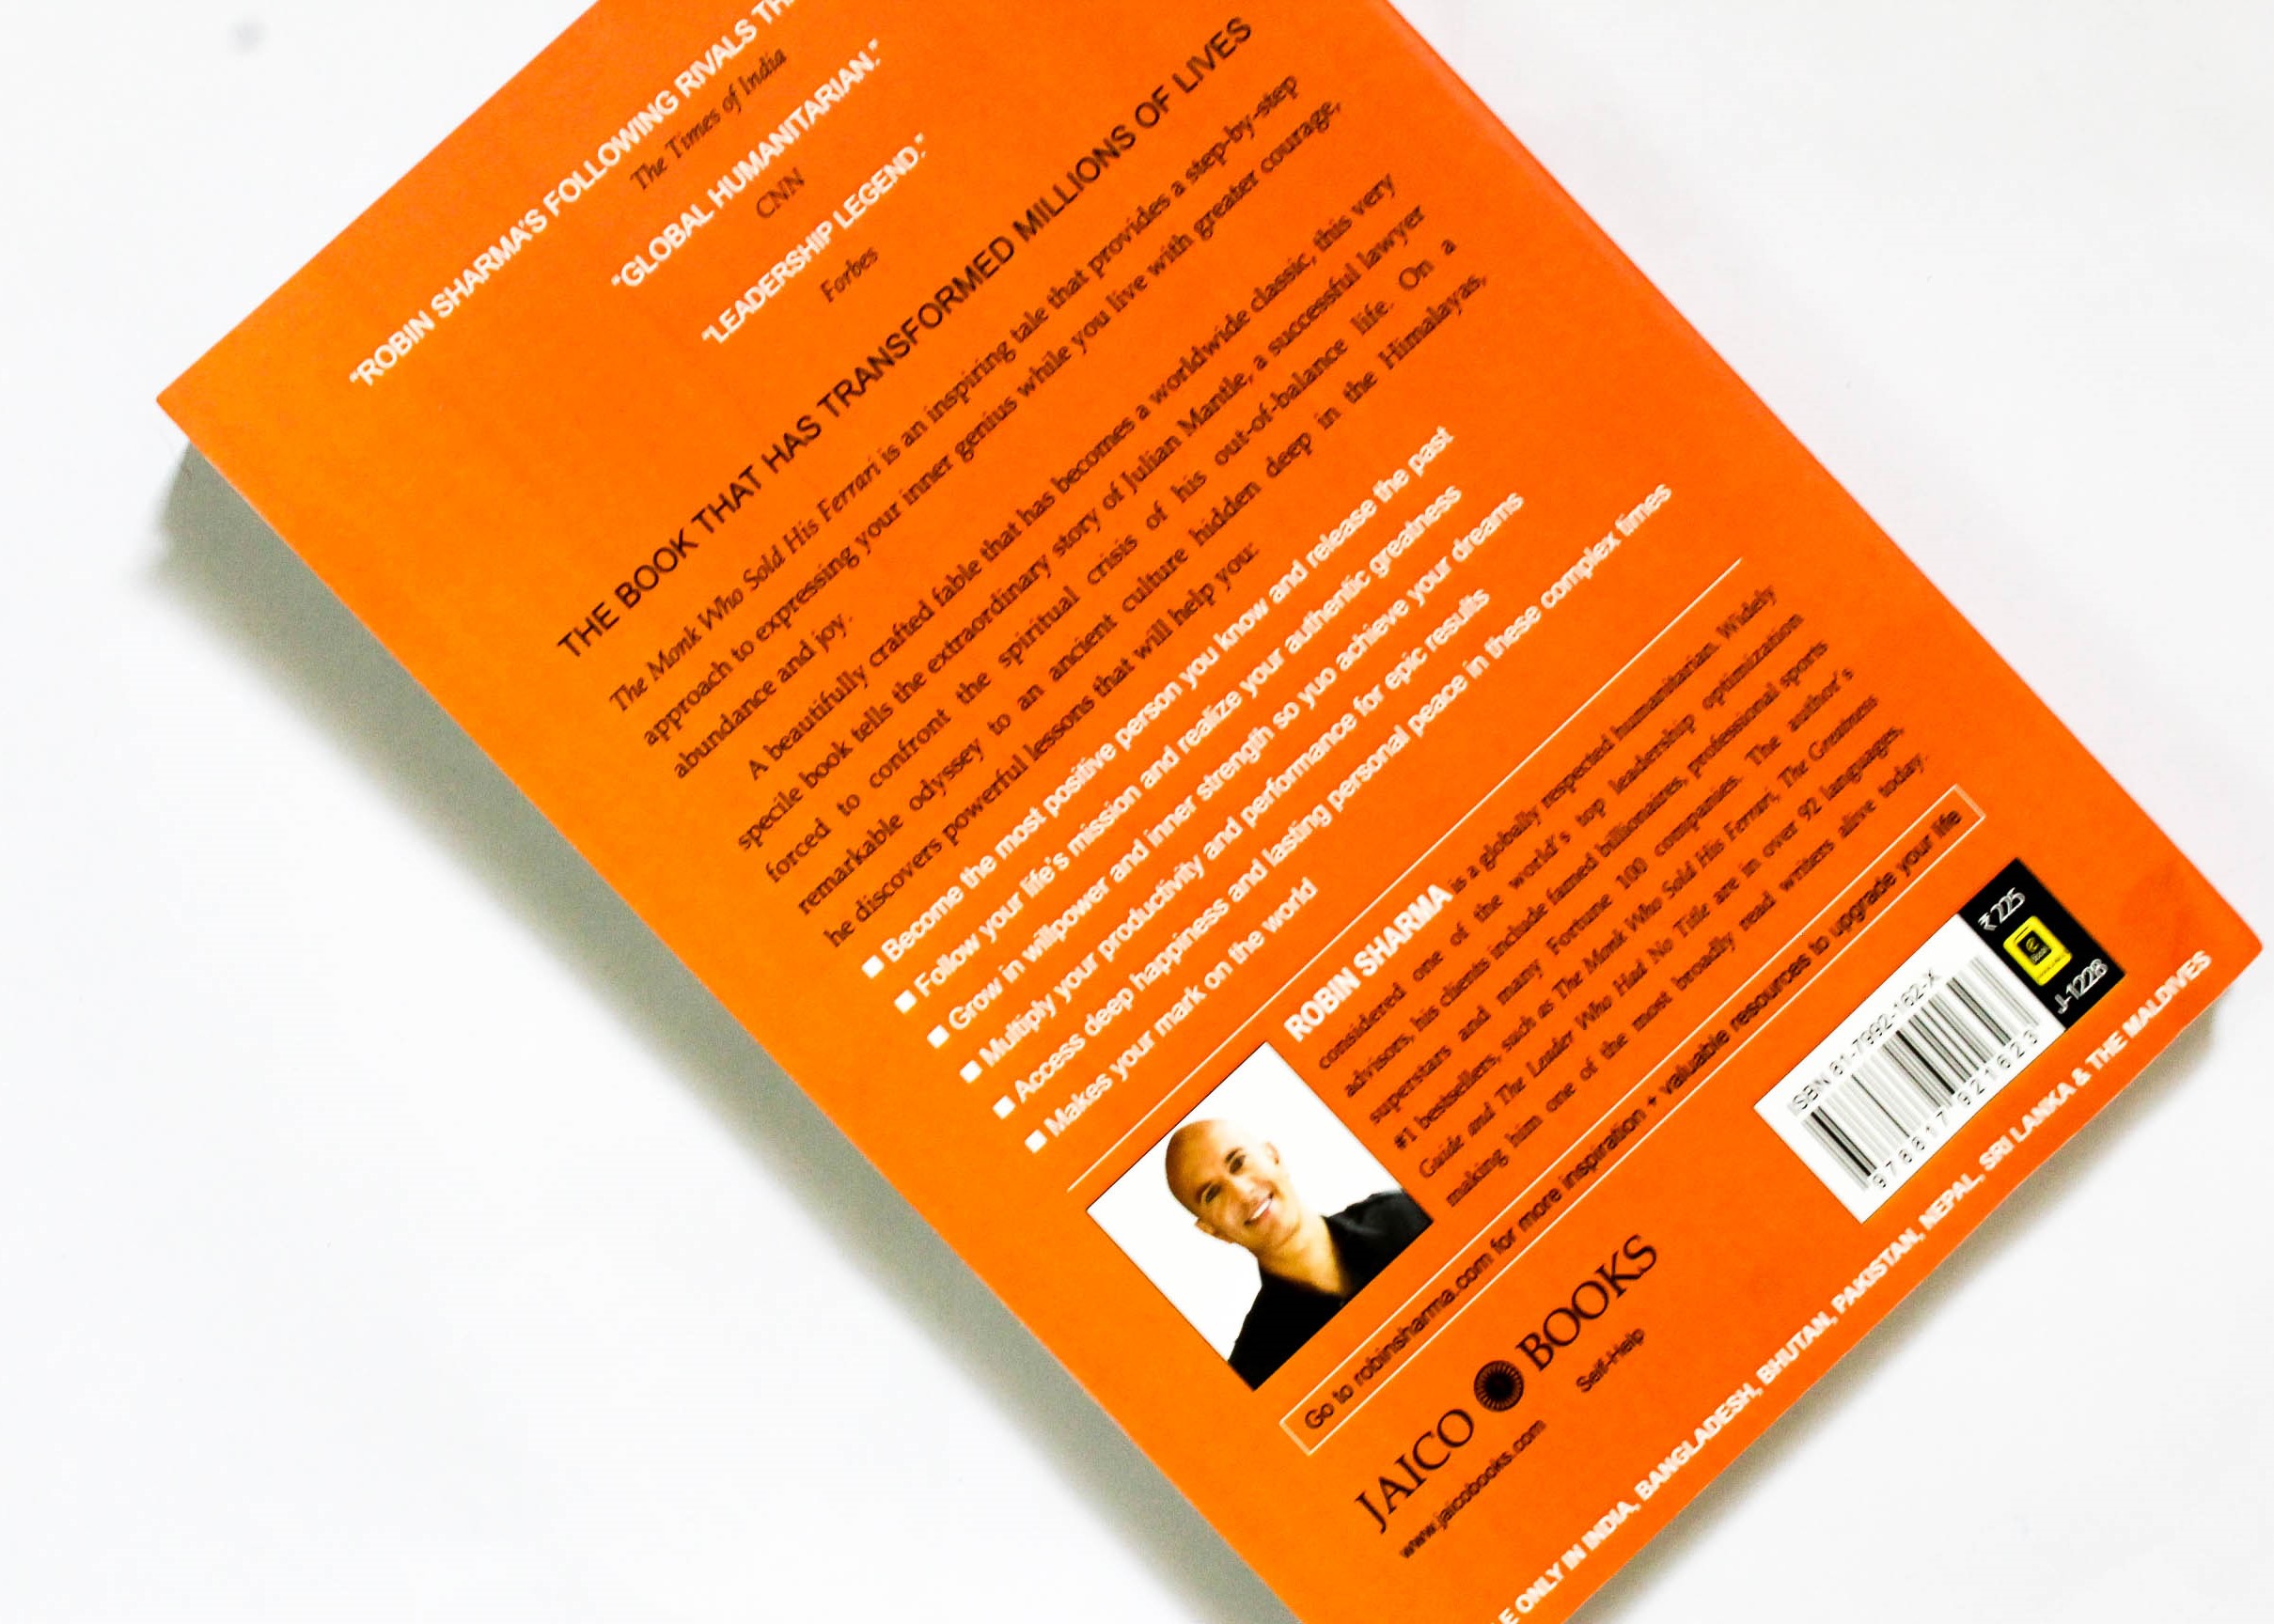 "ROBIN SHARMA'S FOLLOWING RIVALS
The Times of India
"GLOBAL HUMANITARIAN."
CNN
"LEADERSHIP LEGEND."
Forbes
THE BOOK THAT HAS TRANSFORMED MILLIONS OF LIVES
The Monk Who Sold His Ferrari is an inspiring tale that provides a step-by-step
approach to expressing your inner genius while you live with greater courage,
abundance and joy.
A beautifully crafted fable that has becomes a worldwide classic, this very
specile book tells the extraordinary story of Julian Mantle, a successful lawyer
forced to confront the spiritual crisis of his out-of-balance life. On a
remarkable odyssey to an ancient culture hidden deep in the Himalayas,
he discovers powerful lessons that will help you:
■ Become the most positive person you know and release the past
■ Follow your life's mission and realize your authentic greatness
■ Grow in willpower and inner strength so yuo achieve your dreams
■ Multiply your productivity and performance for epic results
■ Access deep happiness and lasting personal peace in these complex times
■ Makes your mark on the world
ROBIN SHARMA is a globally respected humanitarian. Widely
considered one of the world's top leadership optimization
advisors, his clients include famed billionaires, professional sports
superstars and many Fortune 100 companies. The author's
#1 bestsellers, such as The Monk Who Sold His Ferrari, The Greatness
Guide and The Leader Who Had No Title are in over 92 languages,
making him one of the most broadly read writers alive today.
Go to robinsharma.com for more inspiration + valuable resources to upgrade your life
JAICO BOOKS
www.jaicobooks.com
Self-Help
ISBN 81-7992-162-X
9788179921623
₹ 225
e
J-1228
ONLY IN INDIA, BANGLADESH, BHUTAN, PAKISTAN, NEPAL, SRI LANKA & THE MALDIVES